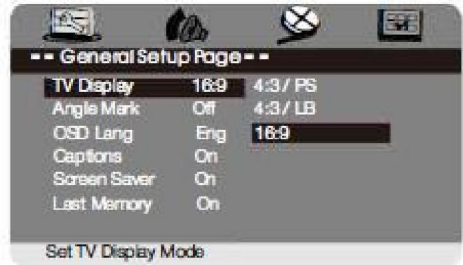 -- General Setup Page --
TV Display 16:9 4:3/ PS
Angle Mark Off 4:3/ LB
OSD Lang Eng 16:9
Captions On
Screen Saver On
Last Memory On
Set TV Display Mode